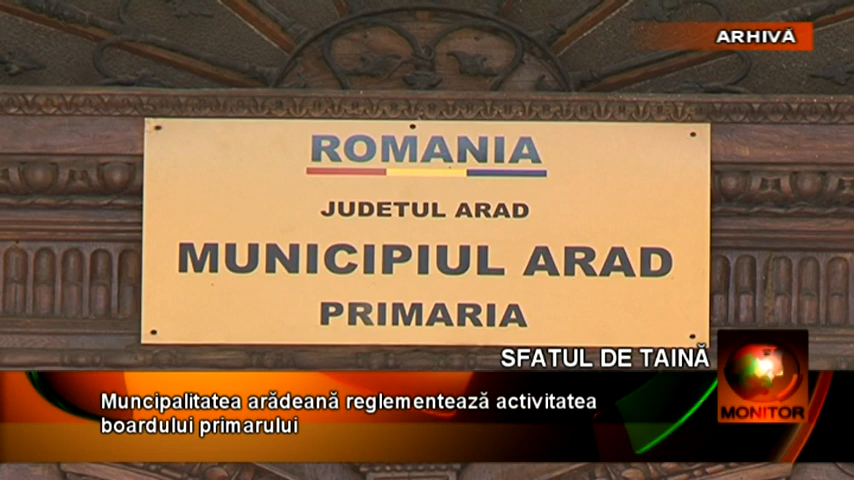 ARHIVĂ
ROMANIA
JUDETUL ARAD
MUNICIPIUL ARAD
PRIMARIA
SFATUL DE TAINĂ
Muncipalitatea arădeană reglementează activitatea
boardului primarului
MONITOR